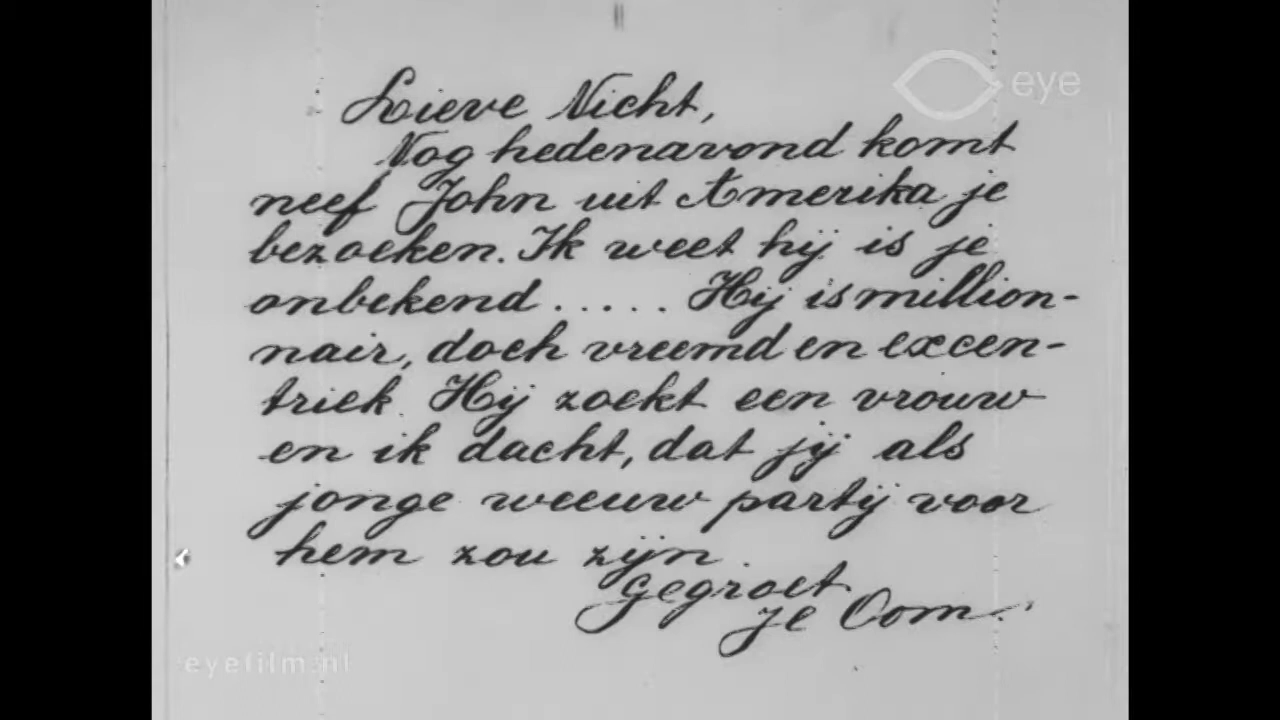 eye
Lieve Nicht,
Nog hedenavond komt
neef John uit Amerika je
bezoeken. Ik weet hij is je
onbekend ..... Hij is million-
nair, doch vreemd en excen-
triek. Hij zoekt een vrouw
en ik dacht, dat jij als
jonge weeuw partij voor
hem zou zijn.
Gegroet
Je Oom.
eyefilm.nl